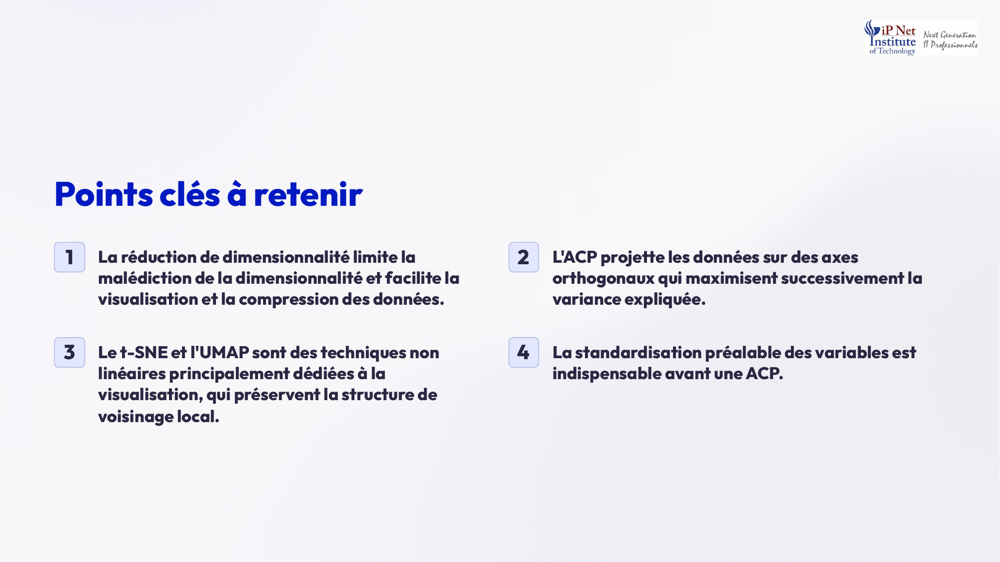 iP Net
Institute
of Technology
Next Generation
IT Professionnels
Points clés à retenir
1
La réduction de dimensionnalité limite la
malédiction de la dimensionnalité et facilite la
visualisation et la compression des données.
2
L'ACP projette les données sur des axes
orthogonaux qui maximisent successivement la
variance expliquée.
3
Le t-SNE et l'UMAP sont des techniques non
linéaires principalement dédiées à la
visualisation, qui préservent la structure de
voisinage local.
4
La standardisation préalable des variables est
indispensable avant une ACP.